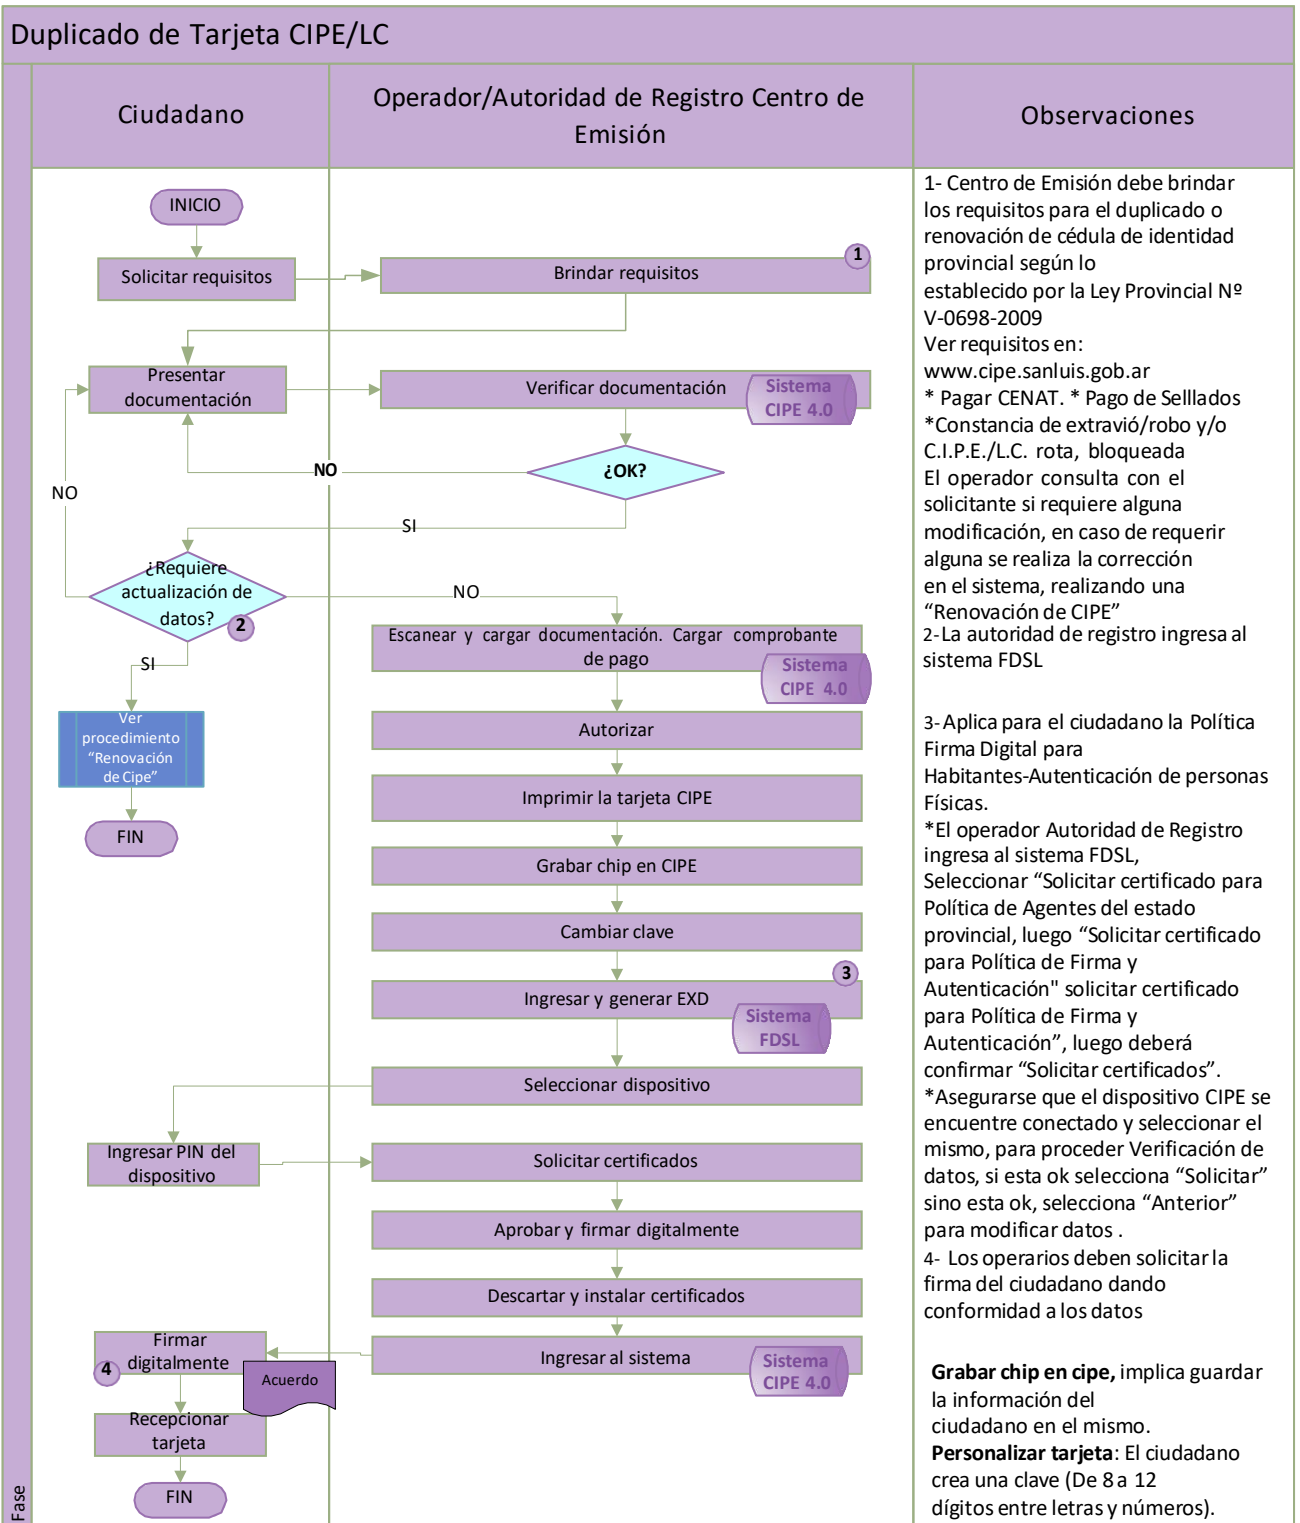 Duplicado de Tarjeta CIPE/LC
Ciudadano
Operador/Autoridad de Registro Centro de
Emisión
Observaciones
Fase
INICIO
Solicitar requisitos
Brindar requisitos
1
Presentar
documentación
Verificar documentación
Sistema
CIPE 4.0
¿OK?
NO
NO
SI
¿Requiere
actualización de
datos?
2
NO
SI
Escanear y cargar documentación. Cargar comprobante
de pago
Sistema
CIPE 4.0
Ver
procedimiento
“Renovación
de Cipe”
FIN
Autorizar
Imprimir la tarjeta CIPE
Grabar chip en CIPE
Cambiar clave
3
Ingresar y generar EXD
Sistema
FDSL
Seleccionar dispositivo
Ingresar PIN del
dispositivo
Solicitar certificados
Aprobar y firmar digitalmente
Descartar y instalar certificados
Ingresar al sistema
Sistema
CIPE 4.0
Firmar
digitalmente
4
Acuerdo
Recepcionar
tarjeta
FIN
1- Centro de Emisión debe brindar
los requisitos para el duplicado o
renovación de cédula de identidad
provincial según lo
establecido por la Ley Provincial Nº
V-0698-2009
Ver requisitos en:
www.cipe.sanluis.gob.ar
* Pagar CENAT. * Pago de Selllados
*Constancia de extravió/robo y/o
C.I.P.E./L.C. rota, bloqueada
El operador consulta con el
solicitante si requiere alguna
modificación, en caso de requerir
alguna se realiza la corrección
en el sistema, realizando una
“Renovación de CIPE”
2-La autoridad de registro ingresa al
sistema FDSL
3- Aplica para el ciudadano la Política
Firma Digital para
Habitantes-Autenticación de personas
Físicas.
*El operador Autoridad de Registro
ingresa al sistema FDSL,
Seleccionar “Solicitar certificado para
Política de Agentes del estado
provincial, luego “Solicitar certificado
para Política de Firma y
Autenticación" solicitar certificado
para Política de Firma y
Autenticación”, luego deberá
confirmar “Solicitar certificados”.
*Asegurarse que el dispositivo CIPE se
encuentre conectado y seleccionar el
mismo, para proceder Verificación de
datos, si esta ok selecciona “Solicitar”
sino esta ok, selecciona “Anterior”
para modificar datos .
4- Los operarios deben solicitar la
firma del ciudadano dando
conformidad a los datos
Grabar chip en cipe, implica guardar
la información del
ciudadano en el mismo.
Personalizar tarjeta: El ciudadano
crea una clave (De 8 a 12
dígitos entre letras y números).